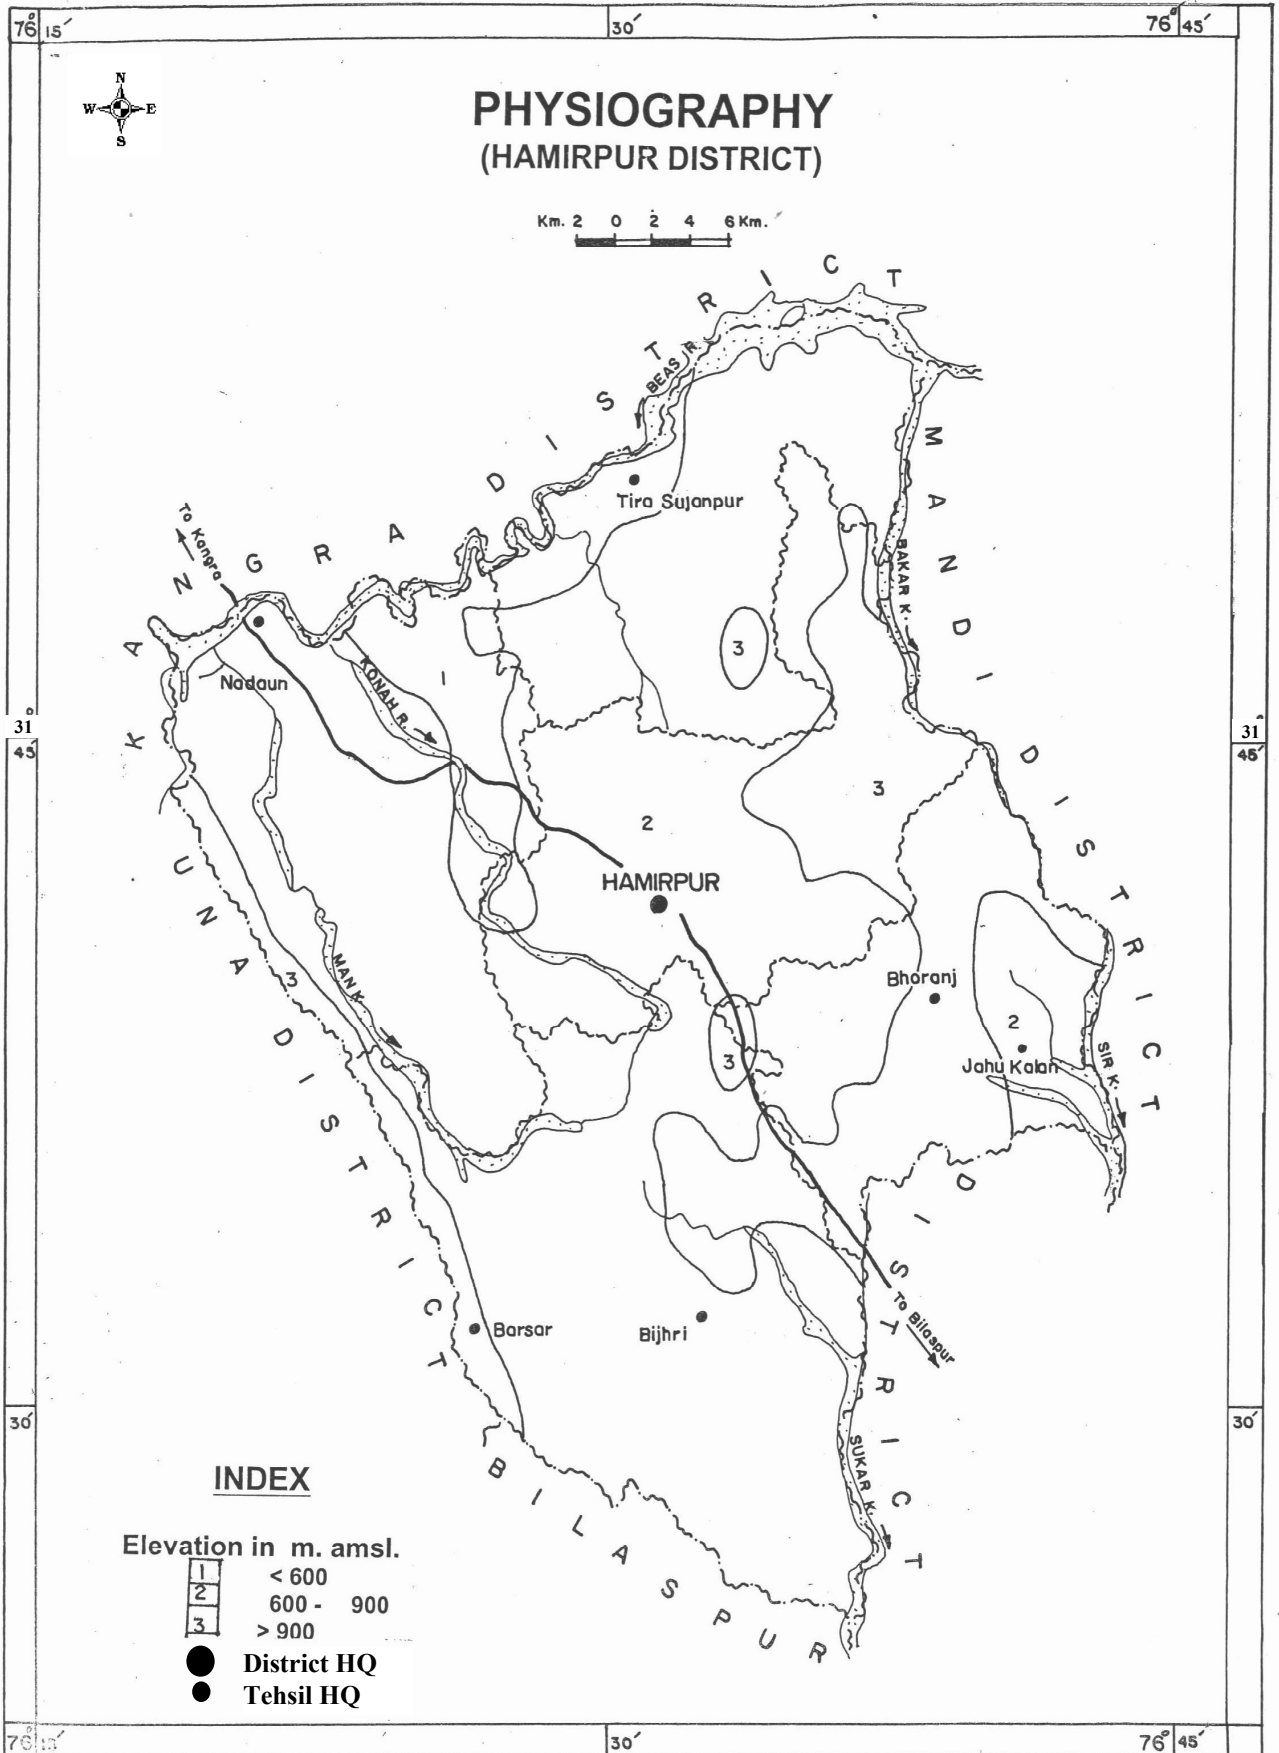 76° 15′
30′
76° 45′
N
W E
S
PHYSIOGRAPHY
(HAMIRPUR DISTRICT)
Km. 2 0 2 4 6 Km.
KANGRA DISTRICT
BEAS R.
MANDI DISTRICT
Tira Sujanpur
To Kangra
BAKAR K.
3
Nadaun
KONAH R.
1
31°
45′
31°
45′
3
2
HAMIRPUR
UNA DISTRICT
MAN K.
3
Bhoranj
2
Jahu Kalan
SIR K.
3
To Bilaspur
Barsar
Bijhri
30′
30′
SUKAR K.
BILASPUR DISTRICT
INDEX
Elevation in m. amsl.
1 < 600
2 600 - 900
3 > 900
District HQ
Tehsil HQ
76° 15′
30′
76° 45′